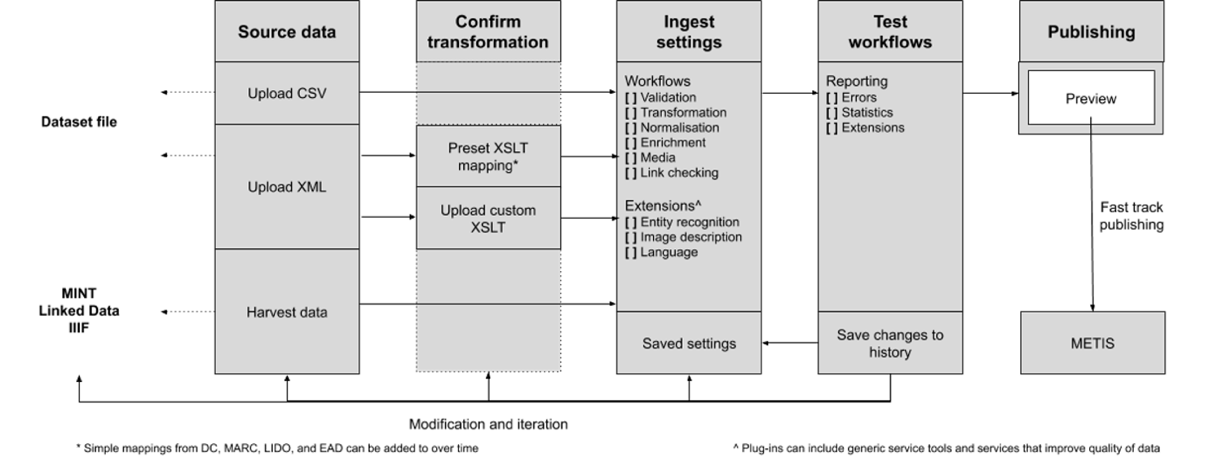 Source data
Confirm
transformation
Ingest
settings
Test
workflows
Publishing
Dataset file
MINT
Linked Data
IIIF
Upload CSV
Upload XML
Harvest data
Preset XSLT
mapping*
Upload custom
XSLT
Workflows
[ ] Validation
[ ] Transformation
[ ] Normalisation
[ ] Enrichment
[ ] Media
[ ] Link checking
Extensions^
[ ] Entity recognition
[ ] Image description
[ ] Language
Saved settings
Reporting
[ ] Errors
[ ] Statistics
[ ] Extensions
Save changes to
history
Preview
Fast track
publishing
METIS
Modification and iteration
* Simple mappings from DC, MARC, LIDO, and EAD can be added to over time
^ Plug-ins can include generic service tools and services that improve quality of data